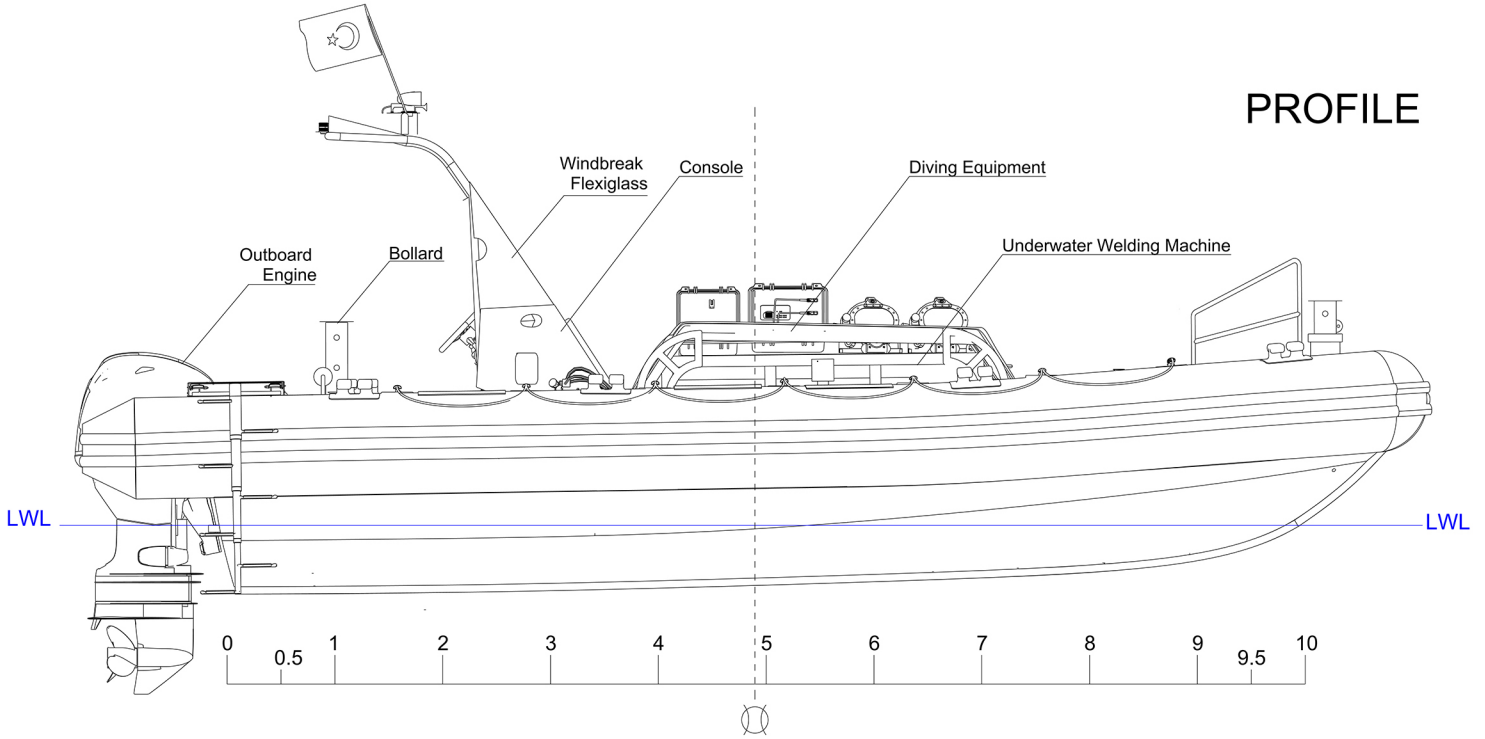 PROFILE
Windbreak
Flexiglass
Console
Diving Equipment
Outboard
Engine
Bollard
Underwater Welding Machine
LWL
LWL
0 1 2 3 4 5 6 7 8 9 10
0.5 9.5